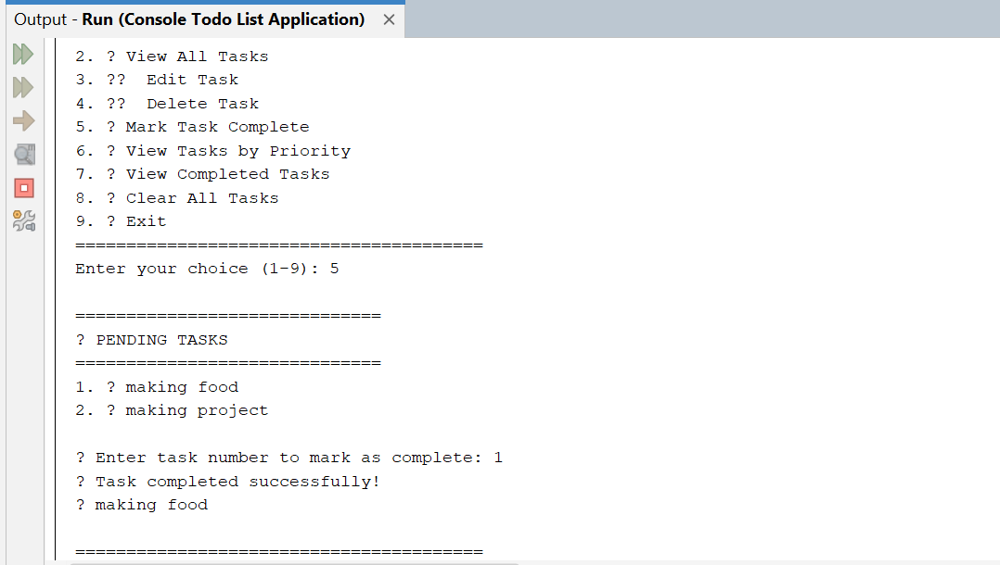 Output - Run (Console Todo List Application)
2. ? View All Tasks
3. ??  Edit Task
4. ??  Delete Task
5. ? Mark Task Complete
6. ? View Tasks by Priority
7. ? View Completed Tasks
8. ? Clear All Tasks
9. ? Exit
========================================
Enter your choice (1-9): 5
==============================
? PENDING TASKS
==============================
1. ? making food
2. ? making project
? Enter task number to mark as complete: 1
? Task completed successfully!
? making food
========================================